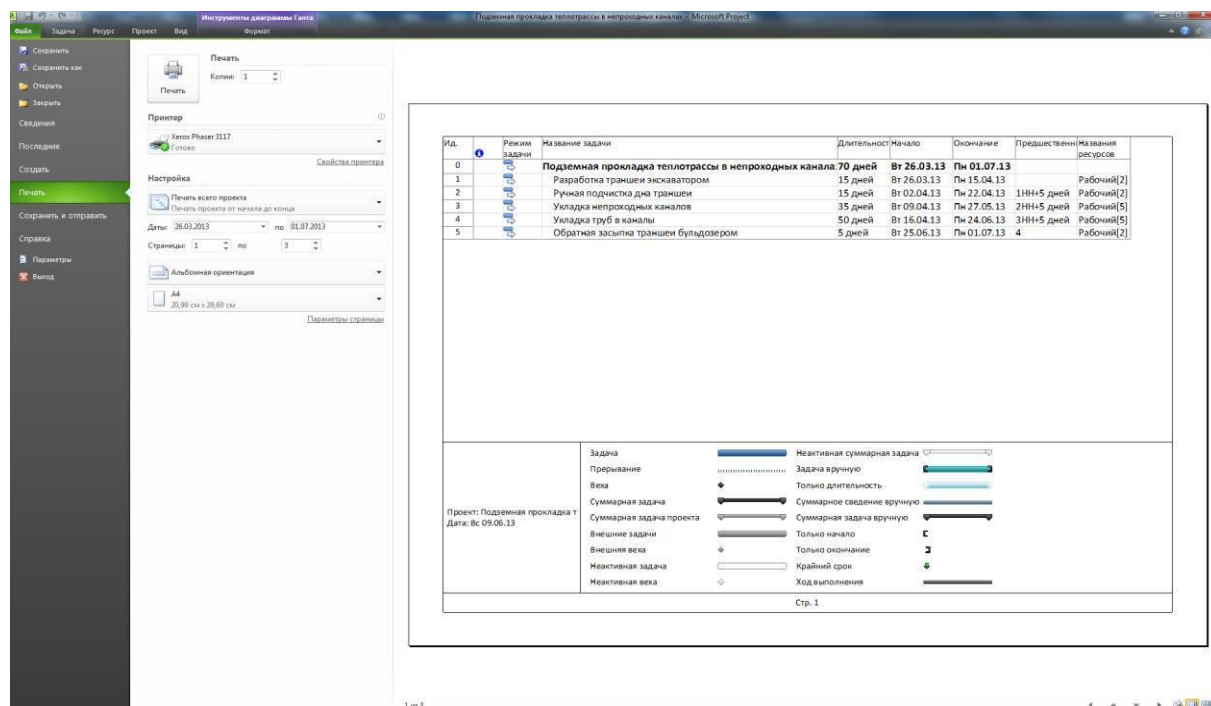 Инструменты диаграммы Ганта
Подземная прокладка теплотрассы в непроходных каналах - Microsoft Project
Файл Задача Ресурс Проект Вид Формат
Сохранить
Сохранить как
Открыть
Закрыть
Сведения
Последние
Создать
Печать
Сохранить и отправить
Справка
Параметры
Выход
Печать
Копии: 1
Печать
Принтер
Xerox Phaser 3117
Готово
Свойства принтера
Настройка
Печать всего проекта
Печать проекта от начала до конца
Даты: 26.03.2013 по 01.07.2013
Страницы: 1 по 3
Альбомная ориентация
A4
20,99 см x 29,69 см
Параметры страницы
Ид. Режим Название задачи Длительност Начало Окончание Предшественн Названия
задачи ресурсов
0 Подземная прокладка теплотрассы в непроходных канала 70 дней Вт 26.03.13 Пн 01.07.13
1 Разработка траншеи экскаватором 15 дней Вт 26.03.13 Пн 15.04.13 Рабочий[2]
2 Ручная подчистка дна траншеи 15 дней Вт 02.04.13 Пн 22.04.13 1НН+5 дней Рабочий[2]
3 Укладка непроходных каналов 35 дней Вт 09.04.13 Пн 27.05.13 2НН+5 дней Рабочий[5]
4 Укладка труб в каналы 50 дней Вт 16.04.13 Пн 24.06.13 3НН+5 дней Рабочий[5]
5 Обратная засыпка траншеи бульдозером 5 дней Вт 25.06.13 Пн 01.07.13 4 Рабочий[2]
Проект: Подземная прокладка т
Дата: Вс 09.06.13
Задача
Прерывание
Веха
Суммарная задача
Суммарная задача проекта
Внешние задачи
Внешняя веха
Неактивная задача
Неактивная веха
Неактивная суммарная задача
Задача вручную
Только длительность
Суммарное сведение вручную
Суммарная задача вручную
Только начало
Только окончание
Крайний срок
Ход выполнения
Стр. 1
1 из 3